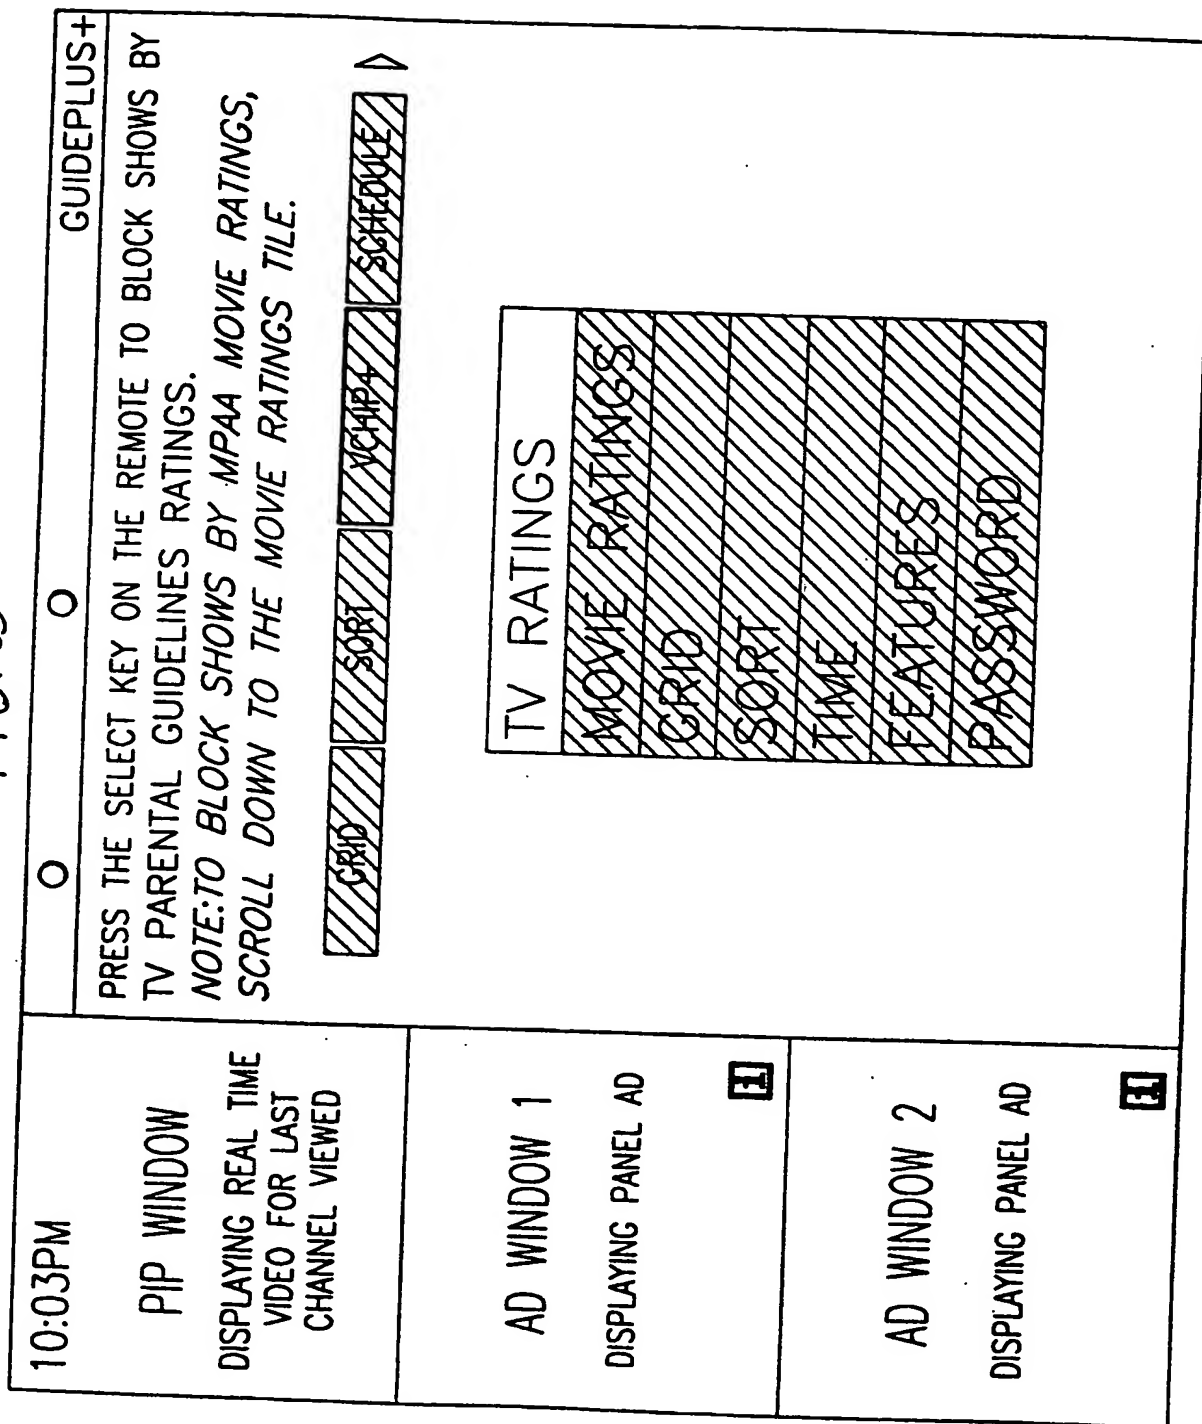 10:03PM
GUIDEPLUS+
PIP WINDOW
DISPLAYING REAL TIME
VIDEO FOR LAST
CHANNEL VIEWED
AD WINDOW 1
DISPLAYING PANEL AD
AD WINDOW 2
DISPLAYING PANEL AD
PRESS THE SELECT KEY ON THE REMOTE TO BLOCK SHOWS BY
TV PARENTAL GUIDELINES RATINGS.
NOTE:TO BLOCK SHOWS BY MPAA MOVIE RATINGS,
SCROLL DOWN TO THE MOVIE RATINGS TILE.
GRID SORT VCHIP+ SCHEDULE
TV RATINGS
MOVIE RATINGS
GRID
SORT
TIME
FEATURES
PASSWORD